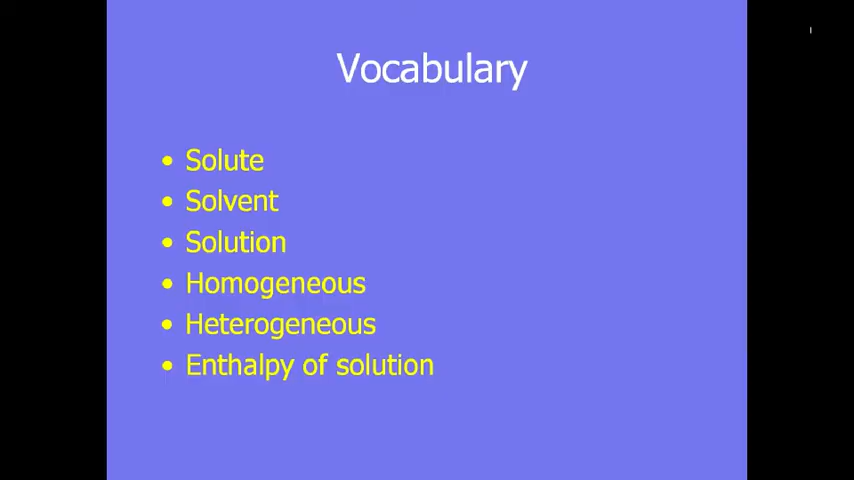 Vocabulary
• Solute
• Solvent
• Solution
• Homogeneous
• Heterogeneous
• Enthalpy of solution